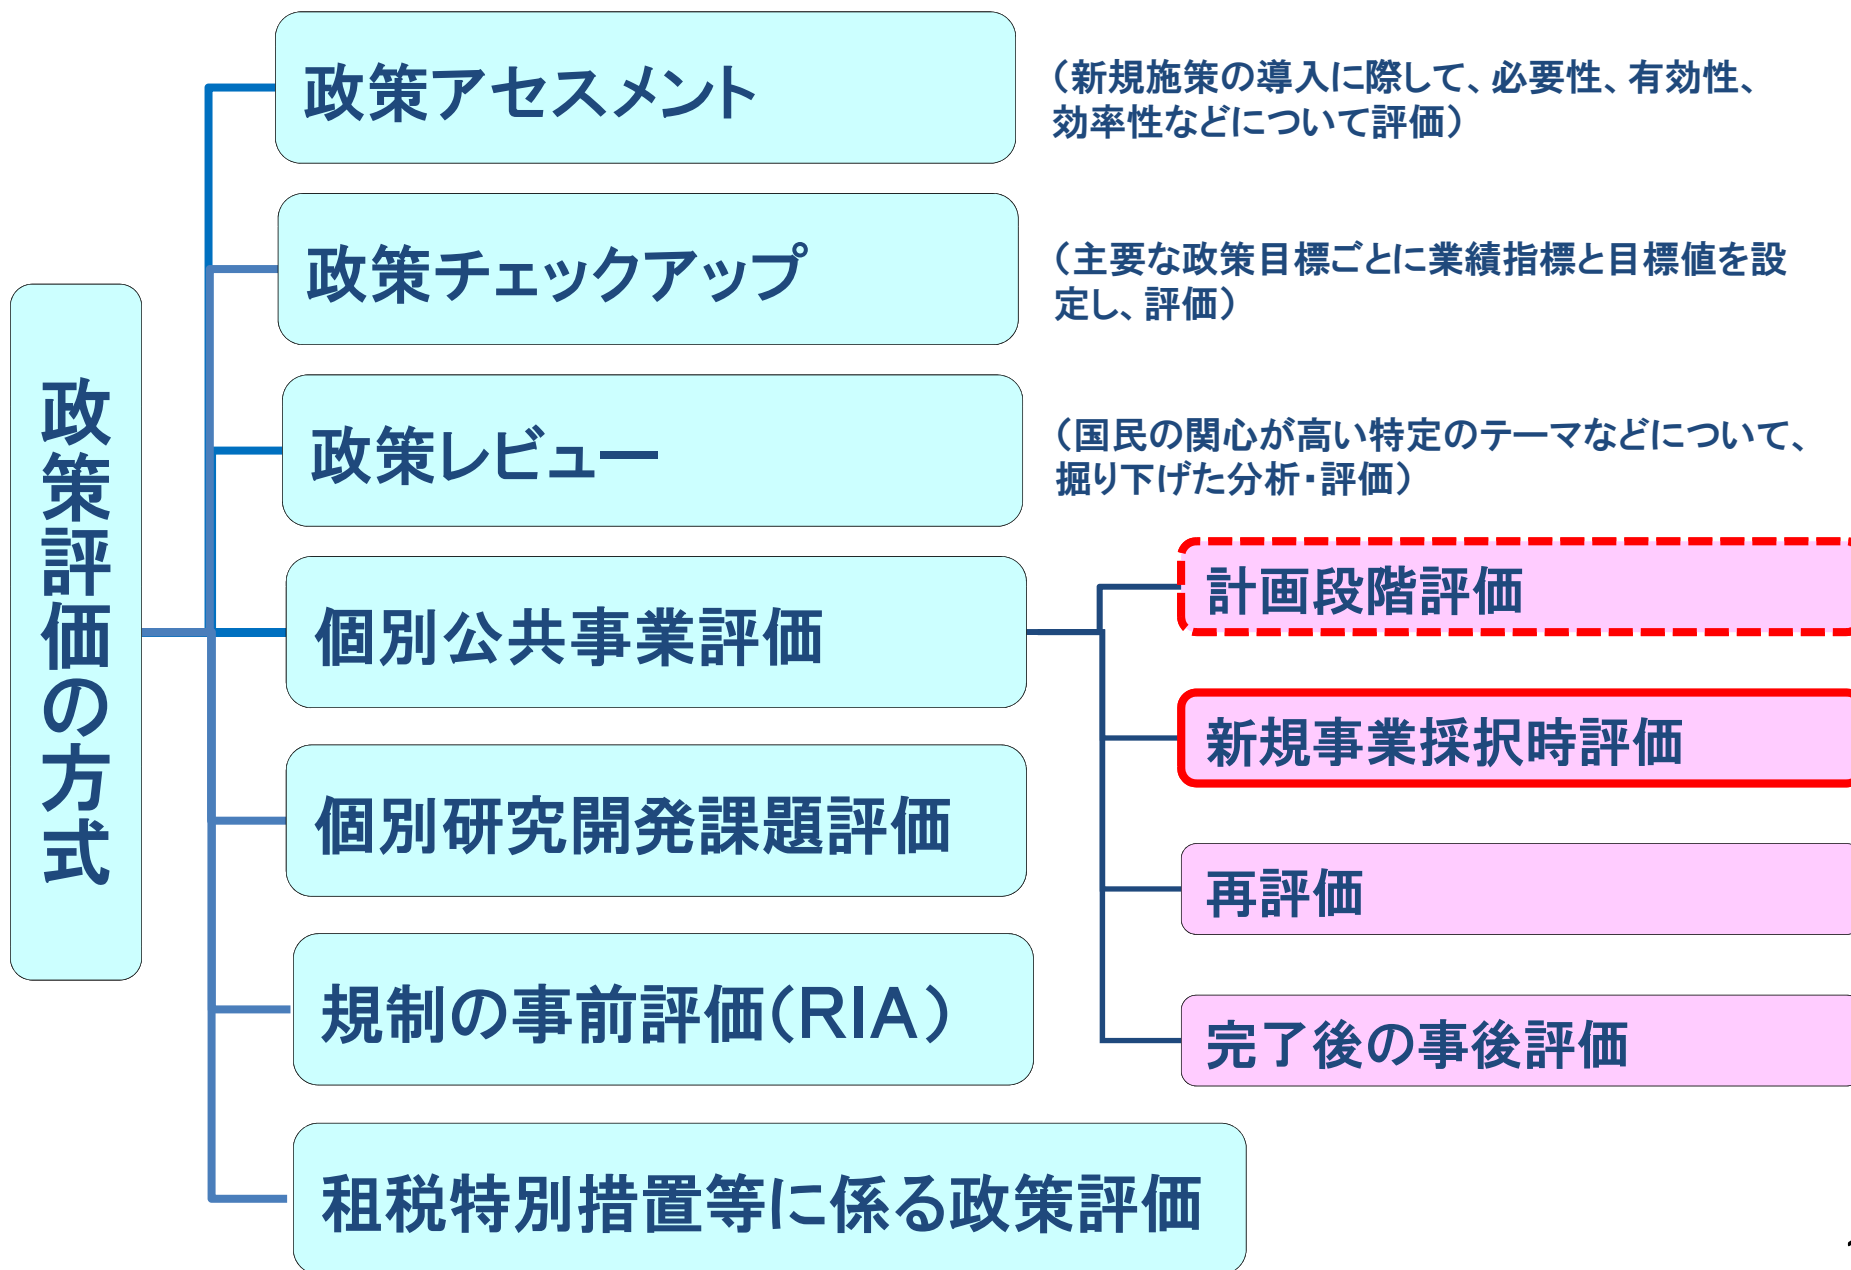 政策評価の方式
政策アセスメント
（新規施策の導入に際して、必要性、有効性、
効率性などについて評価）
政策チェックアップ
（主要な政策目標ごとに業績指標と目標値を設
定し、評価）
政策レビュー
（国民の関心が高い特定のテーマなどについて、
掘り下げた分析・評価）
個別公共事業評価
計画段階評価
新規事業採択時評価
再評価
完了後の事後評価
個別研究開発課題評価
規制の事前評価（ＲＩＡ）
租税特別措置等に係る政策評価